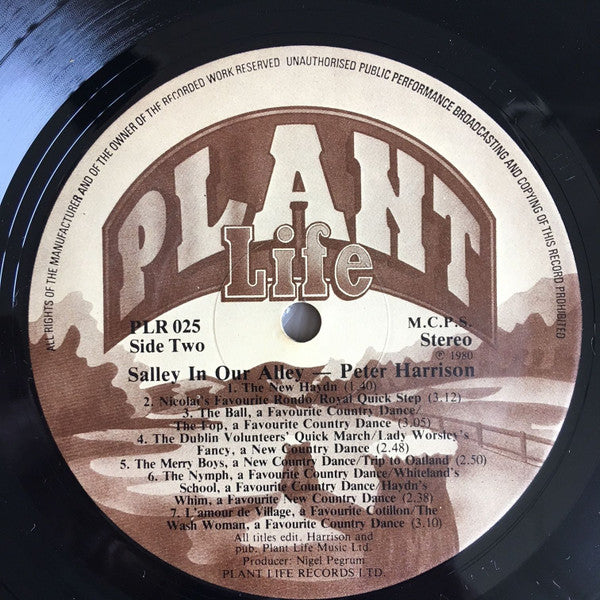 ALL RIGHTS OF THE MANUFACTURER AND OF THE OWNER OF THE RECORDED WORK RESERVED UNAUTHORISED PUBLIC PERFORMANCE BROADCASTING AND COPYING OF THIS RECORD PROHIBITED
PLANT
Life
PLR 025
Side Two
M.C.P.S.
Stereo
℗ 1980
Salley In Our Alley — Peter Harrison
1. The New Haydn (1.40)
2. Nicolai's Favourite Rondo/Royal Quick Step (3.12)
3. The Ball, a Favourite Country Dance/
The Fop, a Favourite Country Dance (3.05)
4. The Dublin Volunteers' Quick March/Lady Worsley's
Fancy, a New Country Dance (2.48)
5. The Merry Boys, a New Country Dance/Trip to Oatland (2.50)
6. The Nymph, a Favourite Country Dance/Whiteland's
School, a Favourite Country Dance/Haydn's
Whim, a Favourite New Country Dance (2.38)
7. L'amour de Village, a Favourite Cotillon/The
Wash Woman, a Favourite Country Dance (3.10)
All titles edit. Harrison and
pub. Plant Life Music Ltd.
Producer: Nigel Pegrum
PLANT LIFE RECORDS LTD.